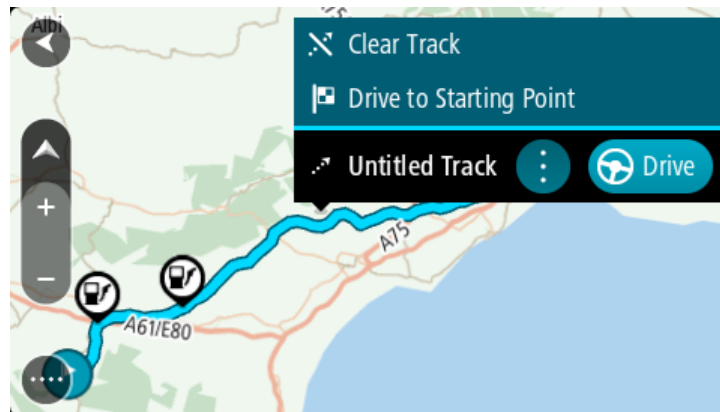 Albi
Clear Track
Drive to Starting Point
Untitled Track
Drive
A75
A61/E80